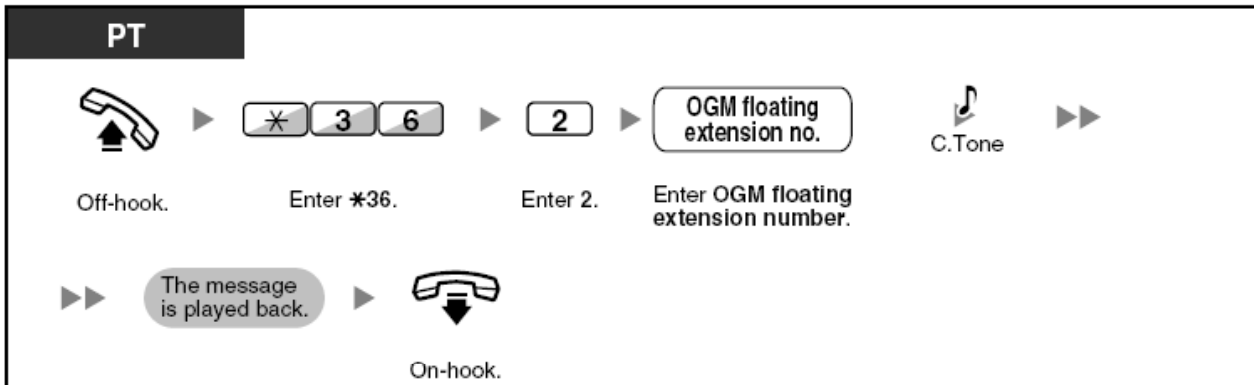 PT
* 3 6
2
OGM floating
extension no.
C.Tone
Off-hook.
Enter *36.
Enter 2.
Enter OGM floating
extension number.
The message
is played back.
On-hook.